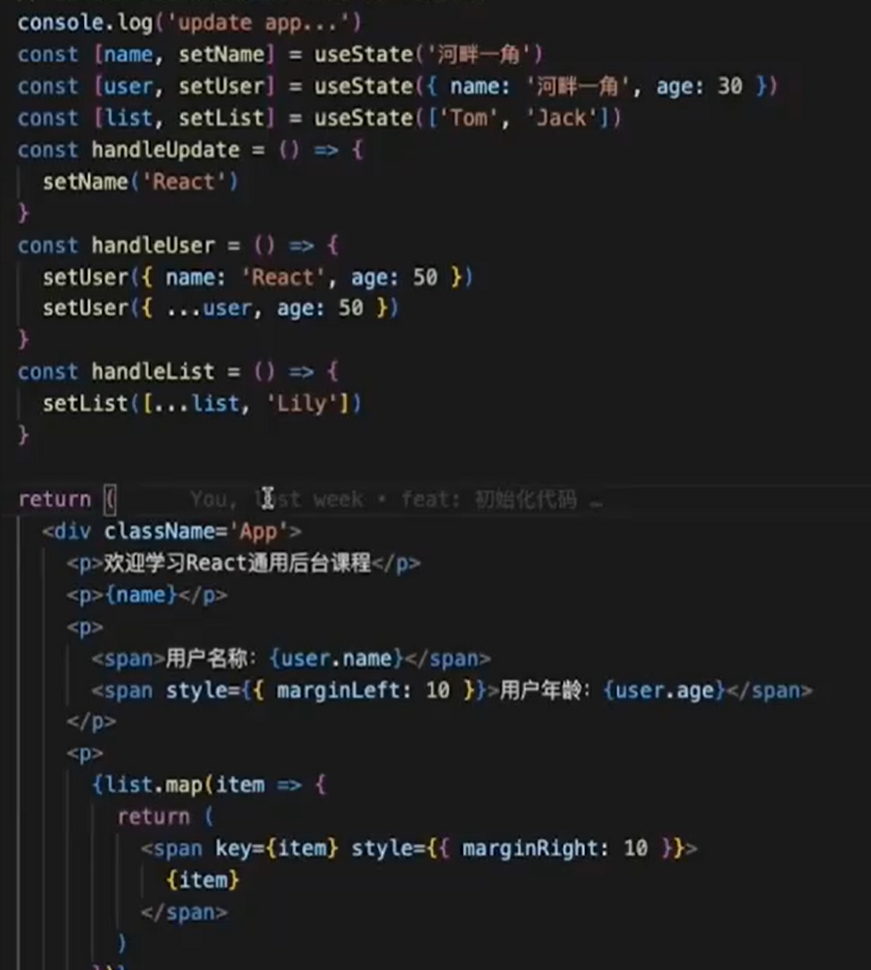 console.log('update app...')
const [name, setName] = useState('河畔一角')
const [user, setUser] = useState({ name: '河畔一角', age: 30 })
const [list, setList] = useState(['Tom', 'Jack'])
const handleUpdate = () => {
  setName('React')
}
const handleUser = () => {
  setUser({ name: 'React', age: 50 })
  setUser({ ...user, age: 50 })
}
const handleList = () => {
  setList([...list, 'Lily'])
}
return (      You, last week • feat: 初始化代码 …
  <div className='App'>
    <p>欢迎学习React通用后台课程</p>
    <p>{name}</p>
    <p>
      <span>用户名称: {user.name}</span>
      <span style={{ marginLeft: 10 }}>用户年龄: {user.age}</span>
    </p>
    <p>
      {list.map(item => {
        return (
          <span key={item} style={{ marginRight: 10 }}>
            {item}
          </span>
        )
      })}